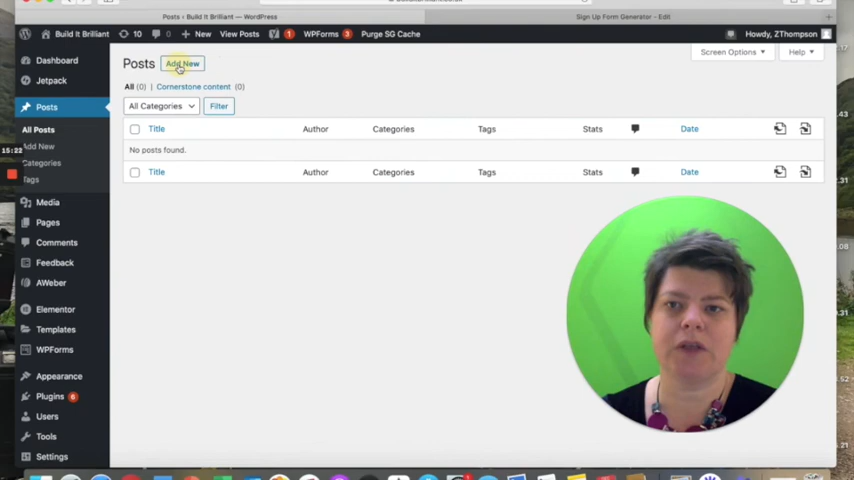 Posts ‹ Build It Brilliant — WordPress
Sign Up Form Generator - Edit
Build It Brilliant 10 0 New View Posts 1 WPForms 3 Purge SG Cache Howdy, ZThompson
Screen Options Help
Dashboard
Jetpack
Posts
All Posts
Add New
Categories
Tags
Media
Pages
Comments
Feedback
AWeber
Elementor
Templates
WPForms
Appearance
Plugins 6
Users
Tools
Settings
Posts Add New
All (0) | Cornerstone content (0)
All Categories Filter
Title Author Categories Tags Stats Date
No posts found.
Title Author Categories Tags Stats Date
15:22